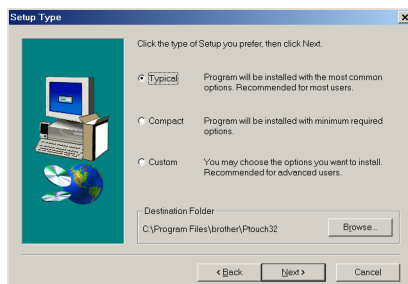 Setup Type
Click the type of Setup you prefer, then click Next.
Typical
Program will be installed with the most common
options. Recommended for most users.
Compact
Program will be installed with minimum required
options.
Custom
You may choose the options you want to install.
Recommended for advanced users.
Destination Folder
C:\Program Files\brother\Ptouch32
Browse...
< Back
Next >
Cancel